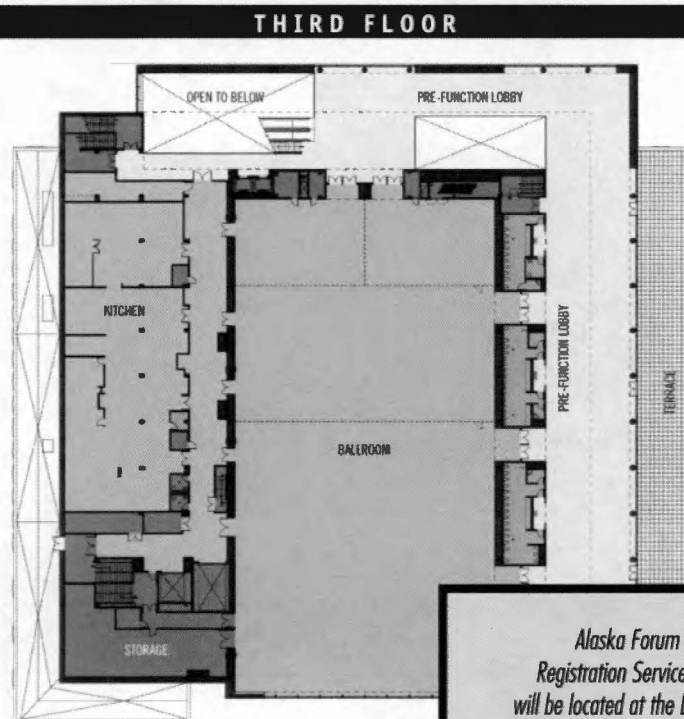 THIRD FLOOR
OPEN TO BELOW
PRE-FUNCTION LOBBY
KITCHEN
PRE-FUNCTION LOBBY
TERRACE
BALLROOM
STORAGE
Alaska Forum
Registration Service
will be located at the